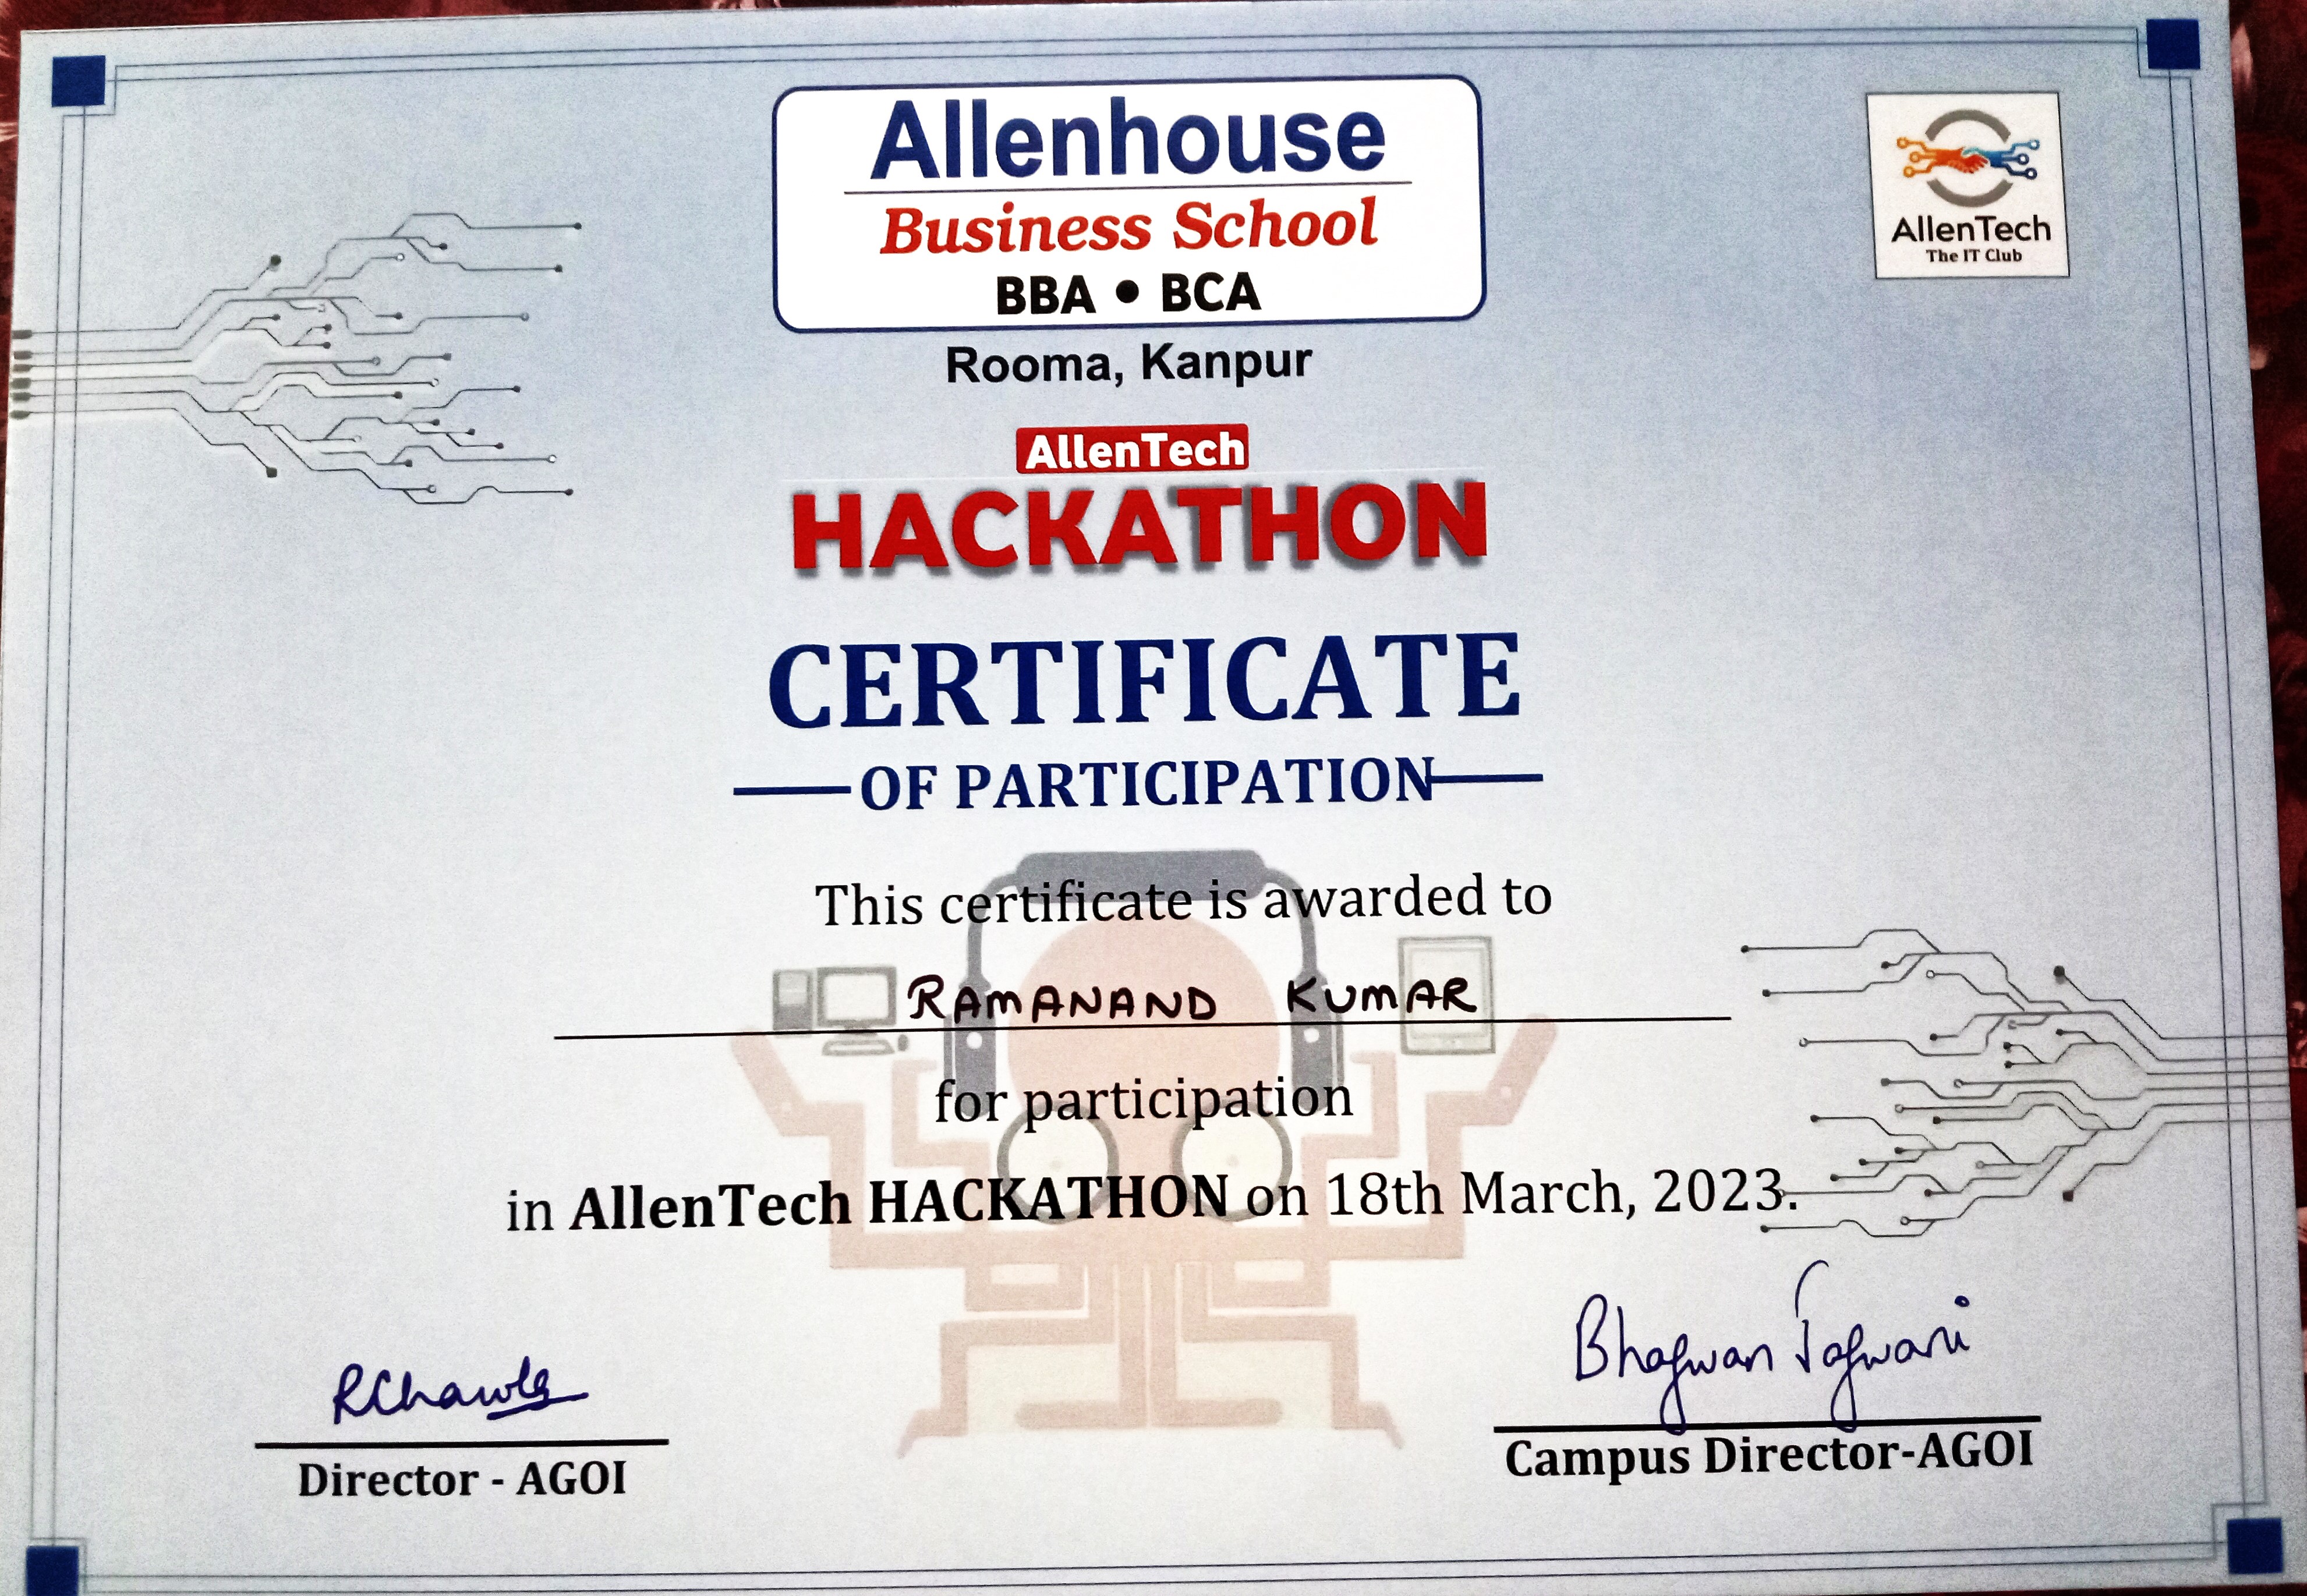 Allenhouse
Business School
BBA • BCA
Rooma, Kanpur
AllenTech
The IT Club
AllenTech
HACKATHON
CERTIFICATE
OF PARTICIPATION
This certificate is awarded to
RAMANAND KUMAR
for participation
in AllenTech HACKATHON on 18th March, 2023.
RChawla
Director - AGOI
Bhagwan Jagwani
Campus Director-AGOI